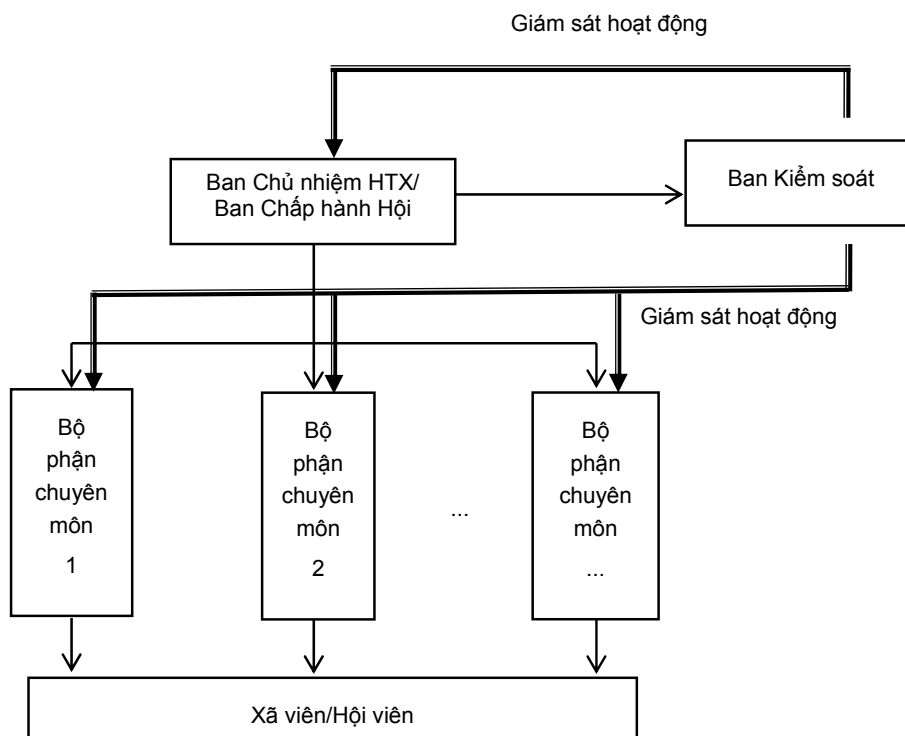 Giám sát hoạt động
Ban Chủ nhiệm HTX/
Ban Chấp hành Hội
Ban Kiểm soát
Giám sát hoạt động
Bộ
phận
chuyên
môn
1
Bộ
phận
chuyên
môn
2
...
Bộ
phận
chuyên
môn
...
Xã viên/Hội viên